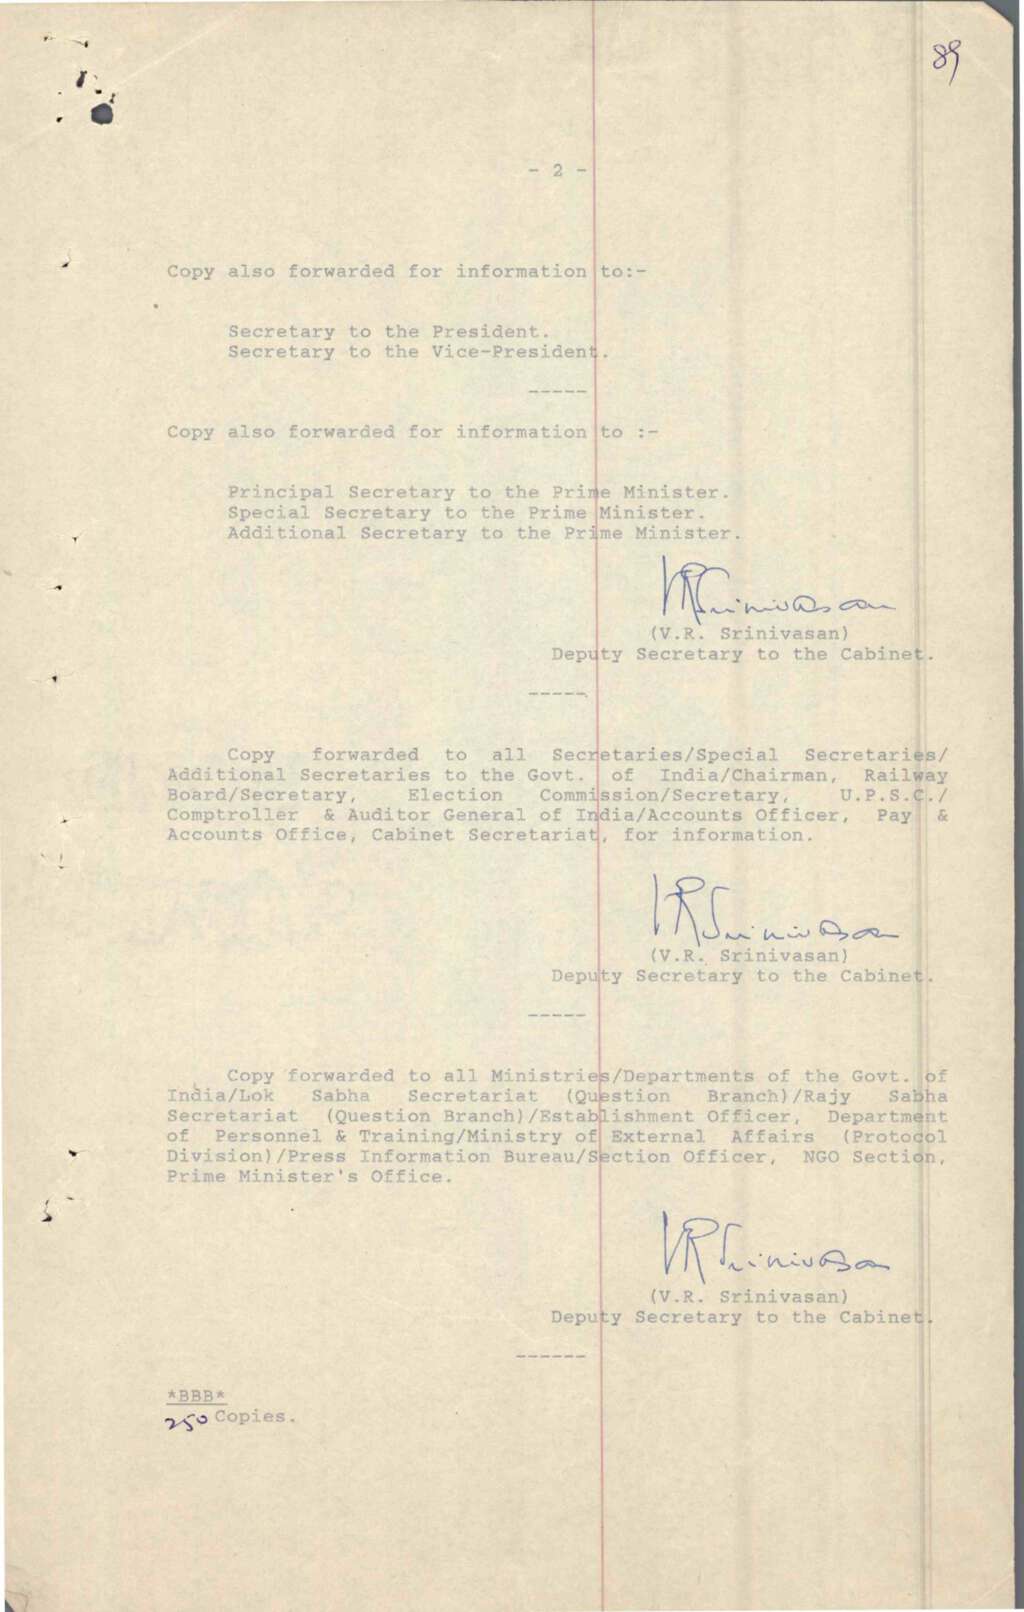 89
- 2 -
Copy also forwarded for information to:-
Secretary to the President.
Secretary to the Vice-President.
-----
Copy also forwarded for information to :-
Principal Secretary to the Prime Minister.
Special Secretary to the Prime Minister.
Additional Secretary to the Prime Minister.
VRSrinivasan
(V.R. Srinivasan)
Deputy Secretary to the Cabinet.
-----
Copy forwarded to all Secretaries/Special Secretaries/
Additional Secretaries to the Govt. of India/Chairman, Railway
Board/Secretary, Election Commission/Secretary, U.P.S.C./
Comptroller & Auditor General of India/Accounts Officer, Pay &
Accounts Office, Cabinet Secretariat, for information.
VRSrinivasan
(V.R. Srinivasan)
Deputy Secretary to the Cabinet.
-----
Copy forwarded to all Ministries/Departments of the Govt. of
India/Lok Sabha Secretariat (Question Branch)/Rajy Sabha
Secretariat (Question Branch)/Establishment Officer, Department
of Personnel & Training/Ministry of External Affairs (Protocol
Division)/Press Information Bureau/Section Officer, NGO Section,
Prime Minister's Office.
VRSrinivasan
(V.R. Srinivasan)
Deputy Secretary to the Cabinet.
------
*BBB*
250 Copies.